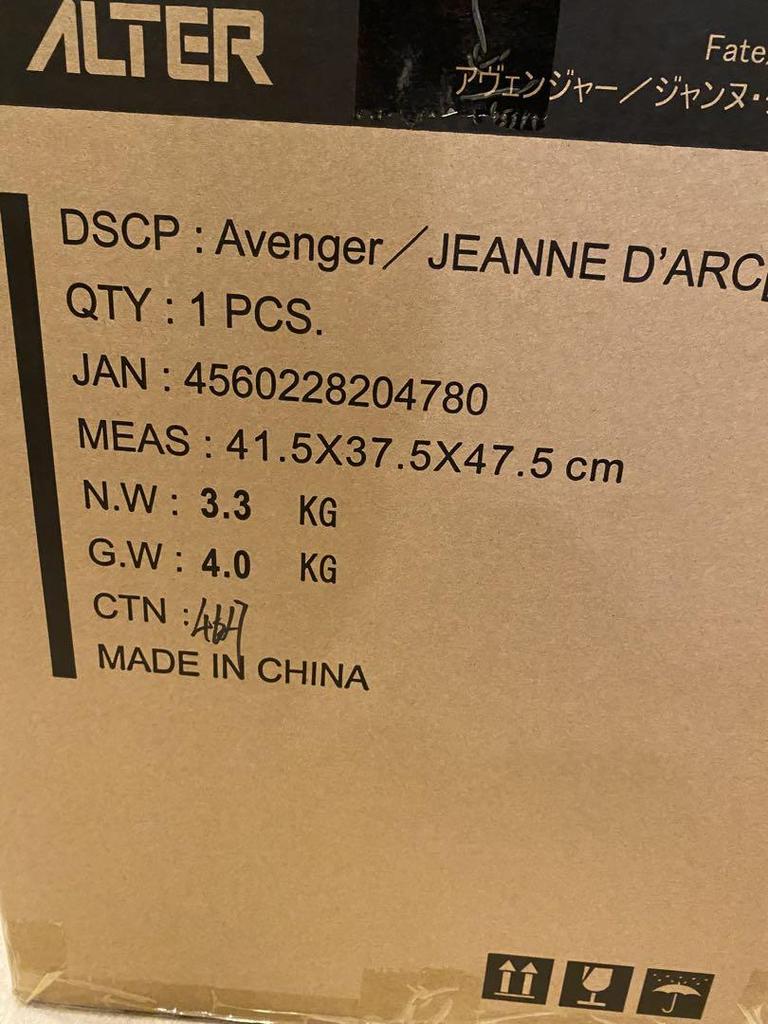 ALTER
Fate/
アヴェンジャー／ジャンヌ・
DSCP : Avenger／JEANNE D'ARC
QTY : 1 PCS.
JAN : 4560228204780
MEAS : 41.5X37.5X47.5 cm
N.W : 3.3 KG
G.W : 4.0 KG
CTN :
MADE IN CHINA